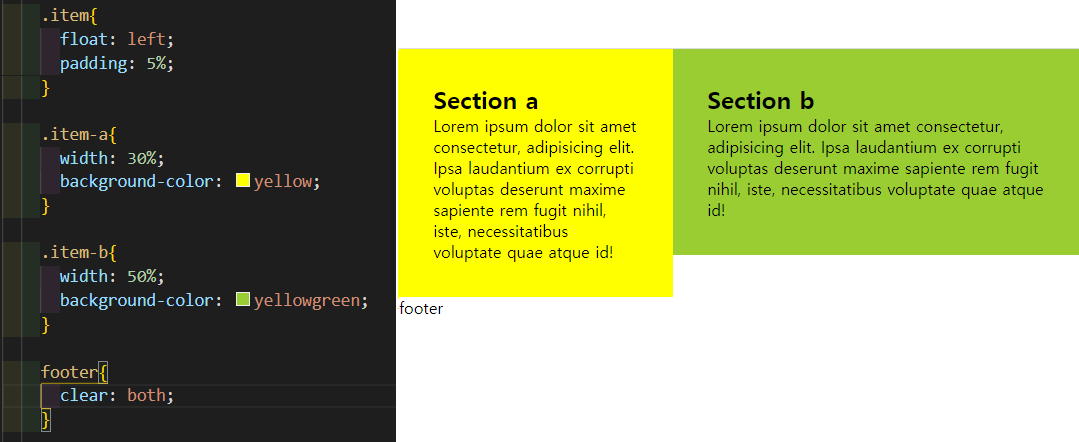 .item{
float: left;
padding: 5%;
}
.item-a{
width: 30%;
background-color: yellow;
}
.item-b{
width: 50%;
background-color: yellowgreen;
}
footer{
clear: both;
}
Section a
Lorem ipsum dolor sit amet
consectetur, adipisicing elit.
Ipsa laudantium ex corrupti
voluptas deserunt maxime
sapiente rem fugit nihil,
iste, necessitatibus
voluptate quae atque id!
Section b
Lorem ipsum dolor sit amet consectetur,
adipisicing elit. Ipsa laudantium ex corrupti
voluptas deserunt maxime sapiente rem fugit
nihil, iste, necessitatibus voluptate quae atque
id!
footer